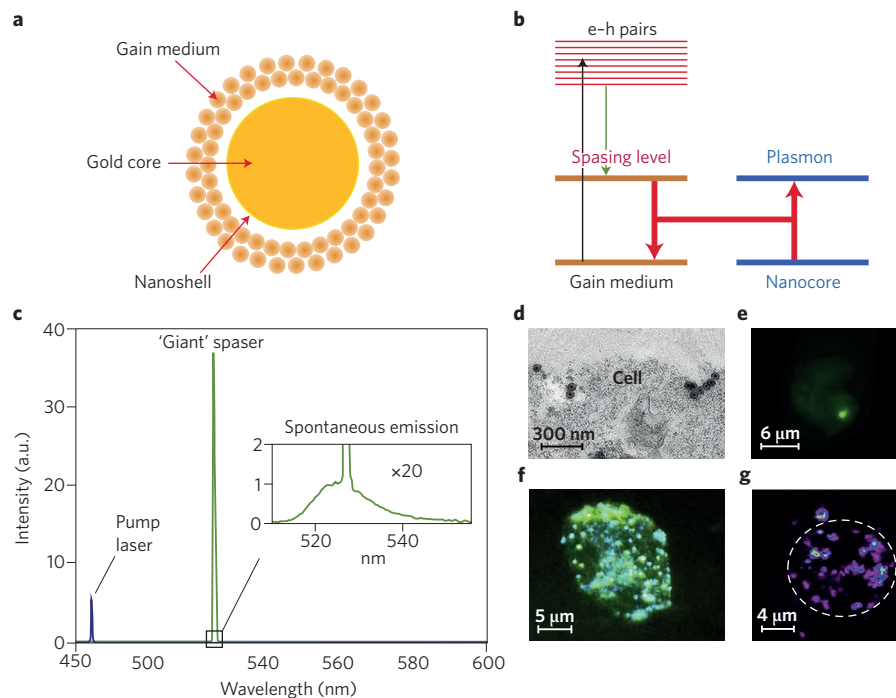 a
Gain medium
Gold core
Nanoshell
b
e–h pairs
Spasing level
Plasmon
Gain medium
Nanocore
c
40
30
20
10
0
450
500
540
560
580
600
Intensity (a.u.)
Wavelength (nm)
'Giant' spaser
Pump
laser
Spontaneous emission
×20
2
1
0
520
540
nm
d
Cell
300 nm
e
6 μm
f
5 μm
g
4 μm